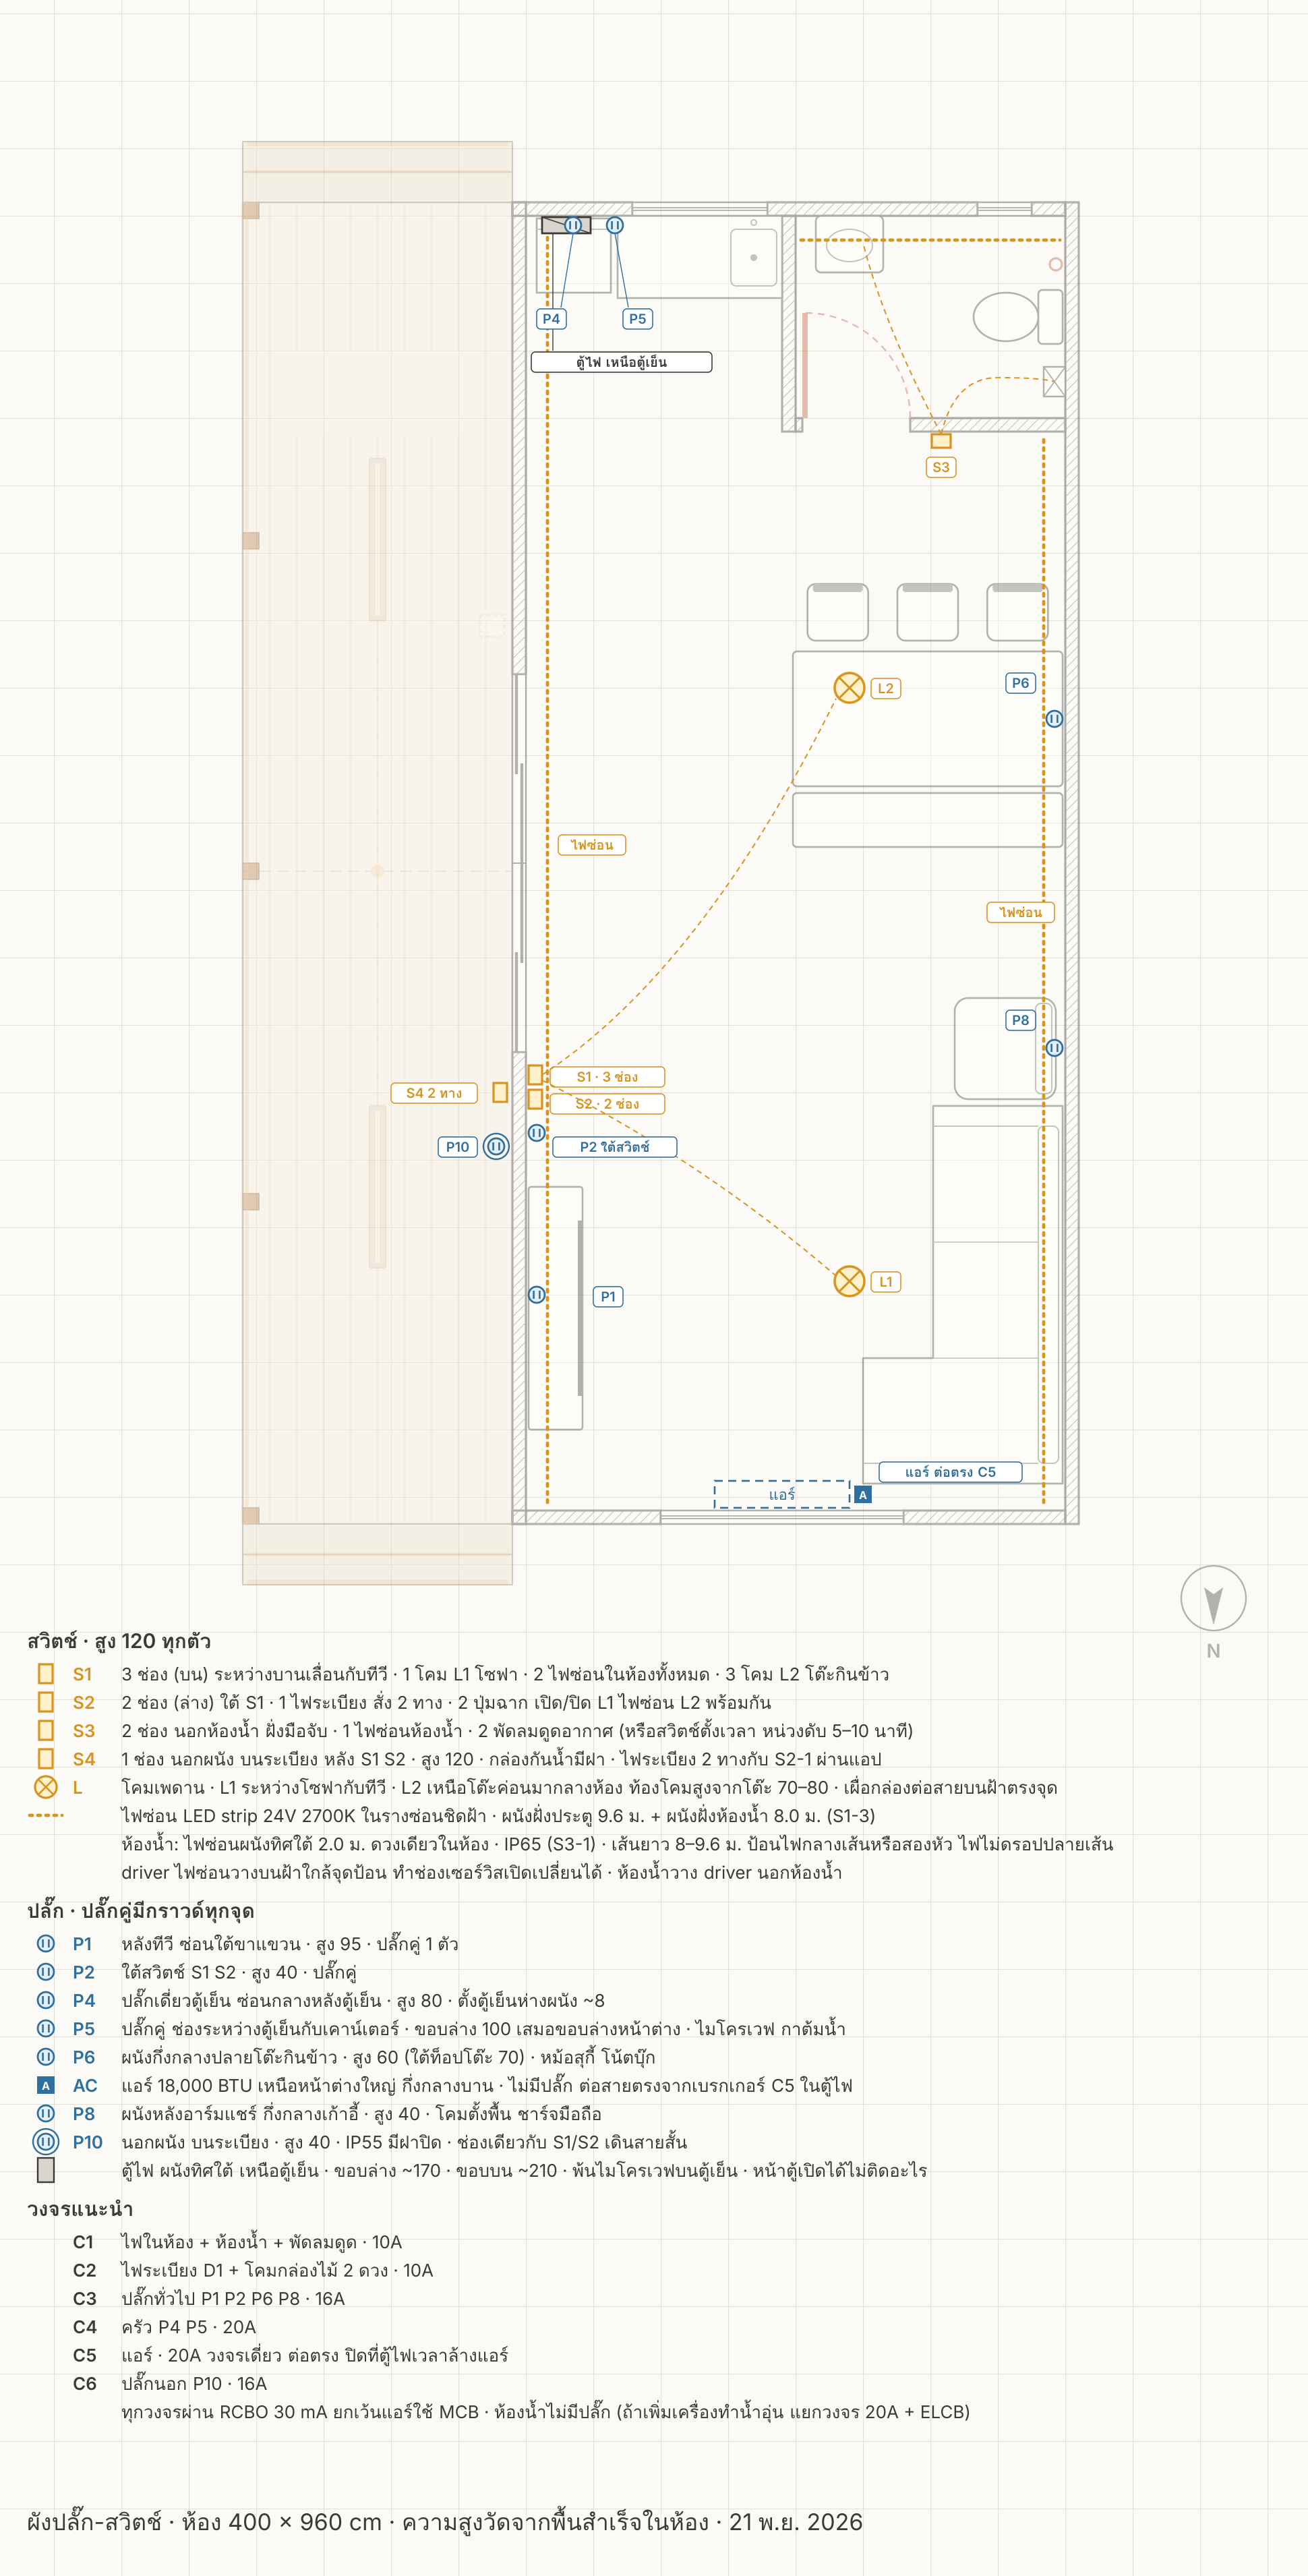 P4
P5
ตู้ไฟ เหนือตู้เย็น
S3
L2
P6
ไฟซ่อน
ไฟซ่อน
P8
S1 · 3 ช่อง
S4 2 ทาง
S2 · 2 ช่อง
P10
P2 ใต้สวิตช์
L1
P1
แอร์ ต่อตรง C5
แอร์
A
N
สวิตช์ · สูง 120 ทุกตัว
S1 3 ช่อง (บน) ระหว่างบานเลื่อนกับทีวี · 1 โคม L1 โซฟา · 2 ไฟซ่อนในห้องทั้งหมด · 3 โคม L2 โต๊ะกินข้าว
S2 2 ช่อง (ล่าง) ใต้ S1 · 1 ไฟระเบียง สั่ง 2 ทาง · 2 ปุ่มฉาก เปิด/ปิด L1 ไฟซ่อน L2 พร้อมกัน
S3 2 ช่อง นอกห้องน้ำ ฝั่งมือจับ · 1 ไฟซ่อนห้องน้ำ · 2 พัดลมดูดอากาศ (หรือสวิตช์ตั้งเวลา หน่วงดับ 5–10 นาที)
S4 1 ช่อง นอกผนัง บนระเบียง หลัง S1 S2 · สูง 120 · กล่องกันน้ำมีฝา · ไฟระเบียง 2 ทางกับ S2-1 ผ่านแอป
L โคมเพดาน · L1 ระหว่างโซฟากับทีวี · L2 เหนือโต๊ะค่อนมากลางห้อง ท้องโคมสูงจากโต๊ะ 70–80 · เผื่อกล่องต่อสายบนฝ้าตรงจุด
ไฟซ่อน LED strip 24V 2700K ในรางซ่อนชิดฝ้า · ผนังฝั่งประตู 9.6 ม. + ผนังฝั่งห้องน้ำ 8.0 ม. (S1-3)
ห้องน้ำ: ไฟซ่อนผนังทิศใต้ 2.0 ม. ดวงเดียวในห้อง · IP65 (S3-1) · เส้นยาว 8–9.6 ม. ป้อนไฟกลางเส้นหรือสองหัว ไฟไม่ดรอปปลายเส้น
driver ไฟซ่อนวางบนฝ้าใกล้จุดป้อน ทำช่องเซอร์วิสเปิดเปลี่ยนได้ · ห้องน้ำวาง driver นอกห้องน้ำ
ปลั๊ก · ปลั๊กคู่มีกราวด์ทุกจุด
P1 หลังทีวี ซ่อนใต้ขาแขวน · สูง 95 · ปลั๊กคู่ 1 ตัว
P2 ใต้สวิตช์ S1 S2 · สูง 40 · ปลั๊กคู่
P4 ปลั๊กเดี่ยวตู้เย็น ซ่อนกลางหลังตู้เย็น · สูง 80 · ตั้งตู้เย็นห่างผนัง ~8
P5 ปลั๊กคู่ ช่องระหว่างตู้เย็นกับเคาน์เตอร์ · ขอบล่าง 100 เสมอขอบล่างหน้าต่าง · ไมโครเวฟ กาต้มน้ำ
P6 ผนังกึ่งกลางปลายโต๊ะกินข้าว · สูง 60 (ใต้ท็อปโต๊ะ 70) · หม้อสุกี้ โน้ตบุ๊ก
A AC แอร์ 18,000 BTU เหนือหน้าต่างใหญ่ กึ่งกลางบาน · ไม่มีปลั๊ก ต่อสายตรงจากเบรกเกอร์ C5 ในตู้ไฟ
P8 ผนังหลังอาร์มแชร์ กึ่งกลางเก้าอี้ · สูง 40 · โคมตั้งพื้น ชาร์จมือถือ
P10 นอกผนัง บนระเบียง · สูง 40 · IP55 มีฝาปิด · ช่องเดียวกับ S1/S2 เดินสายสั้น
ตู้ไฟ ผนังทิศใต้ เหนือตู้เย็น · ขอบล่าง ~170 · ขอบบน ~210 · พ้นไมโครเวฟบนตู้เย็น · หน้าตู้เปิดได้ไม่ติดอะไร
วงจรแนะนำ
C1 ไฟในห้อง + ห้องน้ำ + พัดลมดูด · 10A
C2 ไฟระเบียง D1 + โคมกล่องไม้ 2 ดวง · 10A
C3 ปลั๊กทั่วไป P1 P2 P6 P8 · 16A
C4 ครัว P4 P5 · 20A
C5 แอร์ · 20A วงจรเดี่ยว ต่อตรง ปิดที่ตู้ไฟเวลาล้างแอร์
C6 ปลั๊กนอก P10 · 16A
ทุกวงจรผ่าน RCBO 30 mA ยกเว้นแอร์ใช้ MCB · ห้องน้ำไม่มีปลั๊ก (ถ้าเพิ่มเครื่องทำน้ำอุ่น แยกวงจร 20A + ELCB)
ผังปลั๊ก-สวิตช์ · ห้อง 400 × 960 cm · ความสูงวัดจากพื้นสำเร็จในห้อง · 21 พ.ย. 2026